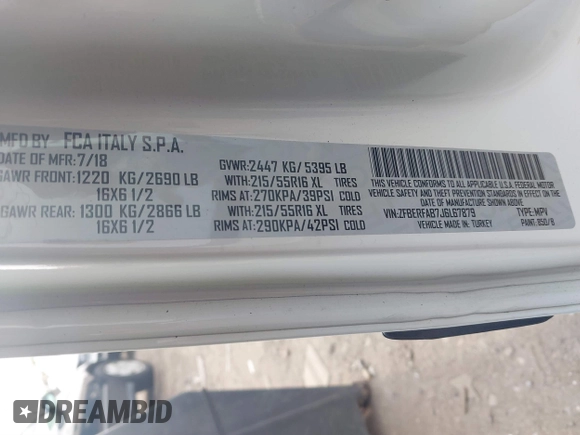 MFD BY FCA ITALY S.P.A.
DATE OF MFR: 7/18 GVWR: 2447 KG/ 5395 LB
GAWR FRONT: 1220 KG/2690 LB WITH: 215/55R16 XL TIRES
16X6 1/2 RIMS AT: 270KPA/39PSI COLD
GAWR REAR: 1300 KG/2866 LB WITH: 215/55R16 XL TIRES
16X6 1/2 RIMS AT: 290KPA/42PSI COLD
THIS VEHICLE CONFORMS TO ALL APPLICABLE U.S.A. FEDERAL MOTOR
VEHICLE SAFETY AND THEFT PREVENTION STANDARDS IN EFFECT ON THE
DATE OF MANUFACTURE SHOWN ABOVE.
VIN: ZFBERFAB7J6L67879 TYPE: MPV
VEHICLE MADE IN: TURKEY PAINT: 850/B
DREAMBID